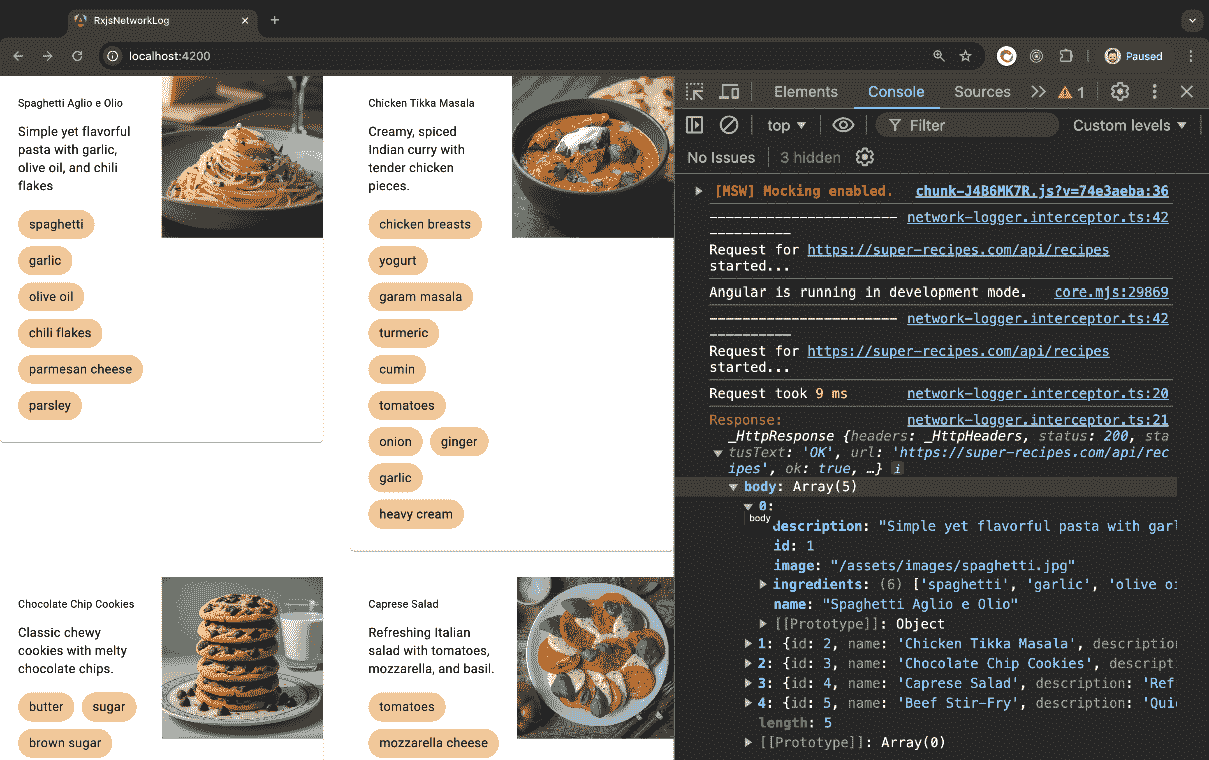 RxjsNetworkLog
localhost:4200
Paused
Spaghetti Aglio e Olio
Simple yet flavorful
pasta with garlic,
olive oil, and chili
flakes
spaghetti
garlic
olive oil
chili flakes
parmesan cheese
parsley
Chicken Tikka Masala
Creamy, spiced
Indian curry with
tender chicken
pieces.
chicken breasts
yogurt
garam masala
turmeric
cumin
tomatoes
onion ginger
garlic
heavy cream
Chocolate Chip Cookies
Classic chewy
cookies with melty
chocolate chips.
butter sugar
brown sugar
Caprese Salad
Refreshing Italian
salad with tomatoes,
mozzarella, and basil.
tomatoes
mozzarella cheese
Elements Console Sources 1
top Filter Custom levels
No Issues 3 hidden
[MSW] Mocking enabled. chunk-J4B6MK7R.js?v=74e3aeba:36
----------------------- network-logger.interceptor.ts:42
----------
Request for https://super-recipes.com/api/recipes
started...
Angular is running in development mode. core.mjs:29869
----------------------- network-logger.interceptor.ts:42
----------
Request for https://super-recipes.com/api/recipes
started...
Request took 9 ms network-logger.interceptor.ts:20
Response: network-logger.interceptor.ts:21
_HttpResponse {headers: _HttpHeaders, status: 200, sta
tusText: 'OK', url: 'https://super-recipes.com/api/rec
ipes', ok: true, …} i
body: Array(5)
0:
body
description: "Simple yet flavorful pasta with garl
id: 1
image: "/assets/images/spaghetti.jpg"
ingredients: (6) ['spaghetti', 'garlic', 'olive oi
name: "Spaghetti Aglio e Olio"
[[Prototype]]: Object
1: {id: 2, name: 'Chicken Tikka Masala', description
2: {id: 3, name: 'Chocolate Chip Cookies', descript
3: {id: 4, name: 'Caprese Salad', description: 'Ref
4: {id: 5, name: 'Beef Stir-Fry', description: 'Qui
length: 5
[[Prototype]]: Array(0)